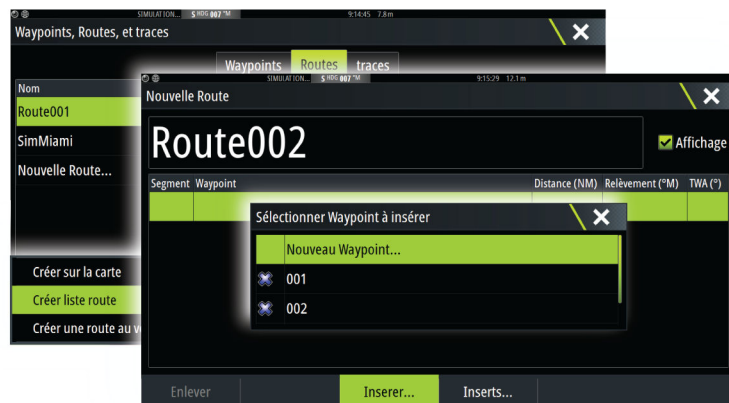 SIMULATION... S HDG 007 °M 9:14:45 7.8 m
Waypoints, Routes, et traces
Waypoints Routes traces
Nom
Route001
SimMiami
Nouvelle Route...
Créer sur la carte
Créer liste route
Créer une route au v
SIMULATION... S HDG 007 °M 9:15:29 12.1 m
Nouvelle Route
Route002
Affichage
Segment Waypoint Distance (NM) Relèvement (°M) TWA (°)
Sélectionner Waypoint à insérer
Nouveau Waypoint...
001
002
Enlever Inserer... Inserts...